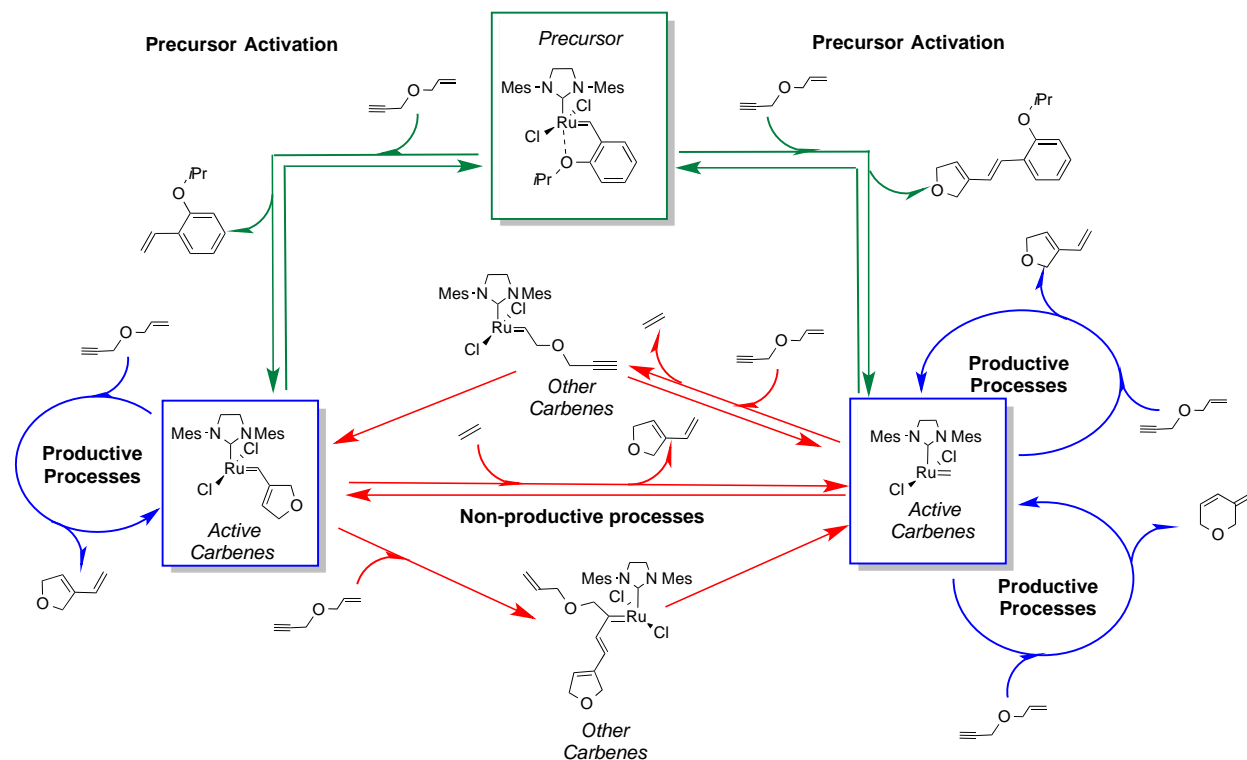 Precursor Activation
Precursor
Precursor Activation
Mes N N Mes
Cl
Ru
Cl
O
iPr
O
O
iPr
O
O
iPr
O
O
Mes N N Mes
Cl
Ru
Cl
O
Other
Carbenes
O
O
Productive
Processes
O
O
Productive
Processes
Mes N N Mes
Cl
Ru
Cl
O
Active
Carbenes
O
Non-productive processes
Mes N N Mes
Cl
Ru
Cl
Active
Carbenes
O
Productive
Processes
O
O
Mes N N Mes
Cl
O
Ru
Cl
O
Other
Carbenes
O